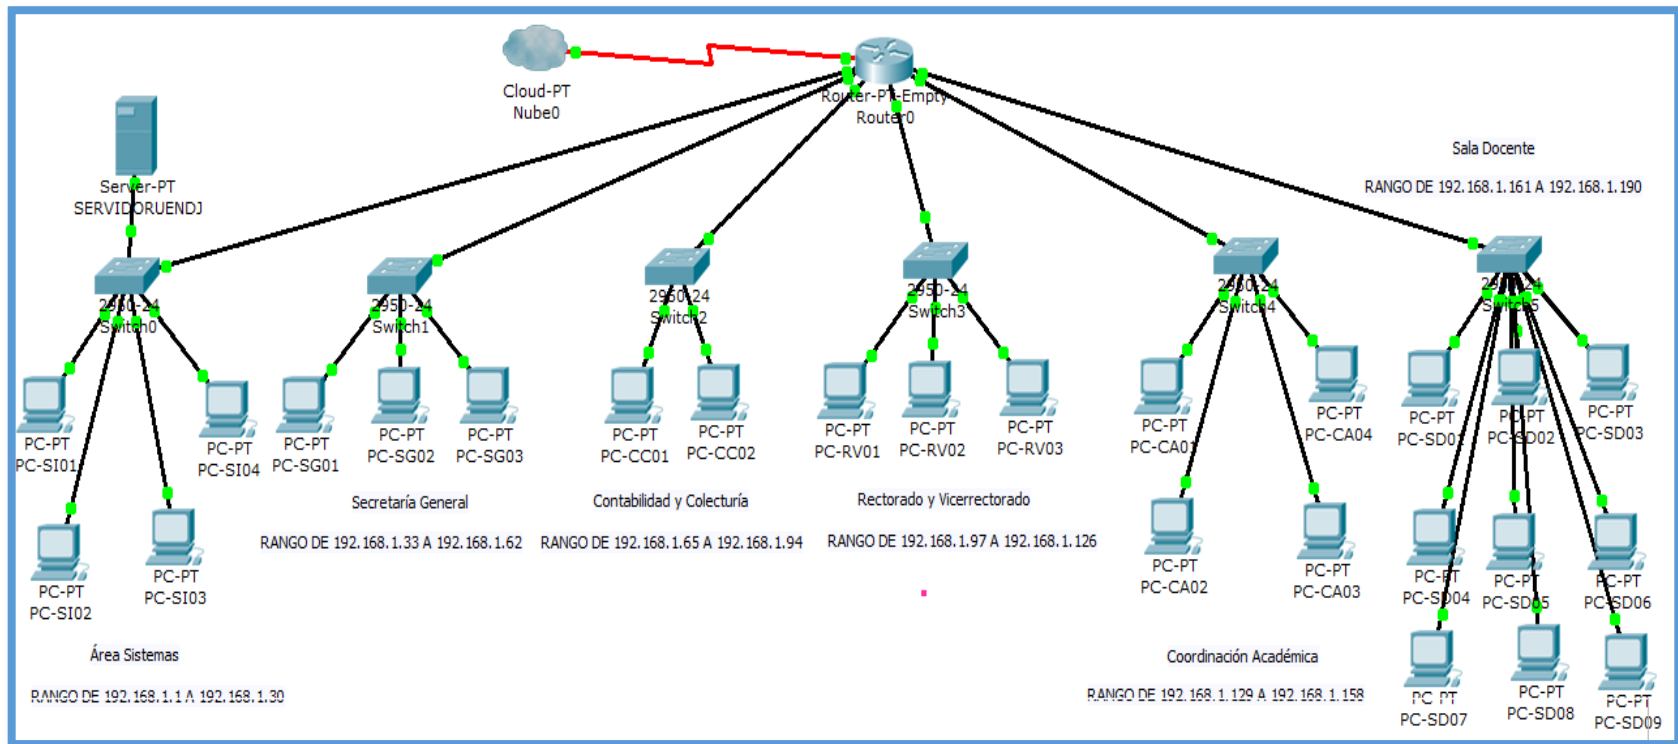 Cloud-PT
Nube0
Router-PT-Empty
Router0
Server-PT
SERVIDORUENDJ
Sala Docente
RANGO DE 192.168.1.161 A 192.168.1.190
2950-24
Switch0
2950-24
Switch1
2950-24
Switch2
2950-24
Switch3
2950-24
Switch4
2950-24
Switch5
PC-PT
PC-SI01
PC-PT
PC-SI04
PC-PT
PC-SI02
PC-PT
PC-SI03
Área Sistemas
RANGO DE 192.168.1.1 A 192.168.1.30
PC-PT
PC-SG01
PC-PT
PC-SG02
PC-PT
PC-SG03
Secretaría General
RANGO DE 192.168.1.33 A 192.168.1.62
PC-PT
PC-CC01
PC-PT
PC-CC02
Contabilidad y Colecturía
RANGO DE 192.168.1.65 A 192.168.1.94
PC-PT
PC-RV01
PC-PT
PC-RV02
PC-PT
PC-RV03
Rectorado y Vicerrectorado
RANGO DE 192.168.1.97 A 192.168.1.126
PC-PT
PC-CA01
PC-PT
PC-CA04
PC-PT
PC-CA02
PC-PT
PC-CA03
Coordinación Académica
RANGO DE 192.168.1.129 A 192.168.1.158
PC-PT
PC-SD01
PC-PT
PC-SD02
PC-PT
PC-SD03
PC-PT
PC-SD04
PC-PT
PC-SD05
PC-PT
PC-SD06
PC-PT
PC-SD07
PC-PT
PC-SD08
PC-PT
PC-SD09